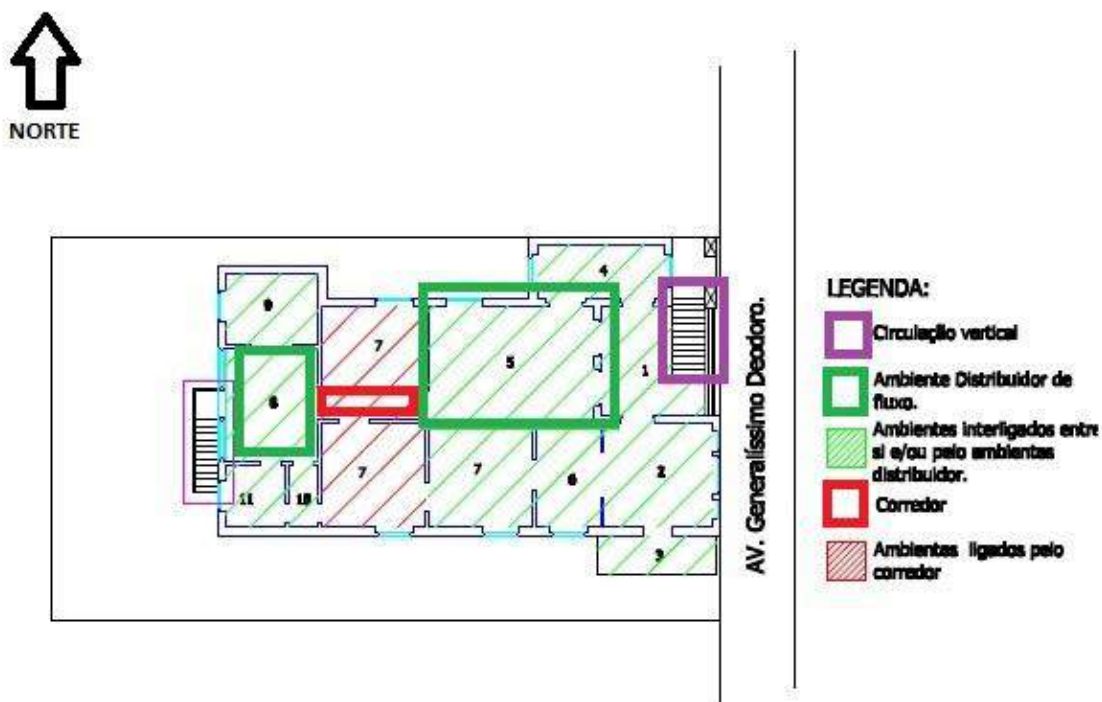 NORTE
4
9
7
5
1
8
7
7
6
2
11
10
3
AV. Generalíssimo Deodoro.
LEGENDA:
Circulação vertical
Ambiente Distribuidor de
fluxo.
Ambientes interligados entre
si e/ou pelo ambientes
distribuidor.
Corredor
Ambientes ligados pelo
corredor